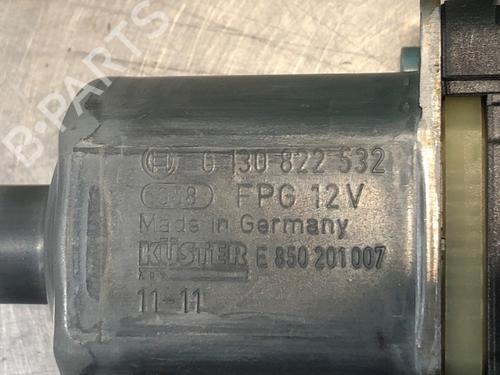 B-PARTS
0 130 822 532
FPG 12V
Made in Germany
KÜSTER E 850 201 007
11-11